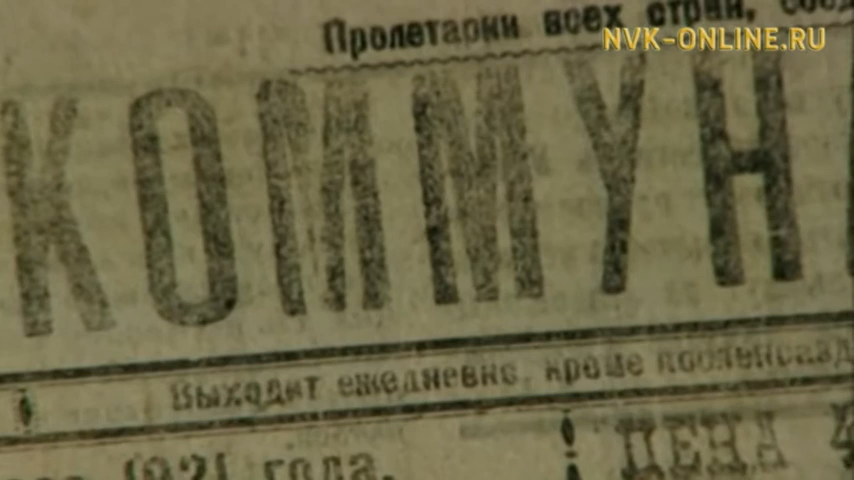 Пролетарии всех стран,
NVK-ONLINE.RU
КОММУН
Выходит ежедневно, кроме
1921 года.
ЦЕНА